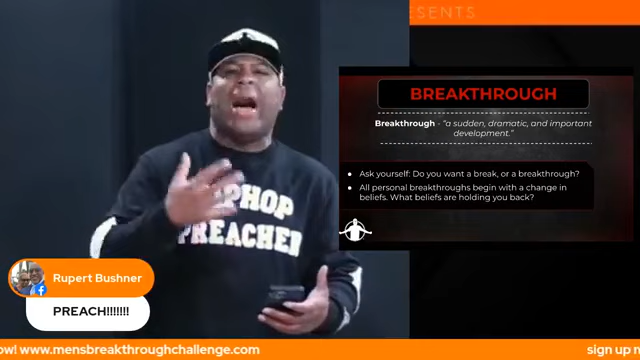 ESENTS
BREAKTHROUGH
Breakthrough - "a sudden, dramatic, and important
development."
● Ask yourself: Do you want a break, or a breakthrough?
● All personal breakthroughs begin with a change in
beliefs. What beliefs are holding you back?
HOP
PREACHER
Rupert Bushner
PREACH!!!!!!!
ow! www.mensbreakthroughchallenge.com
sign up n